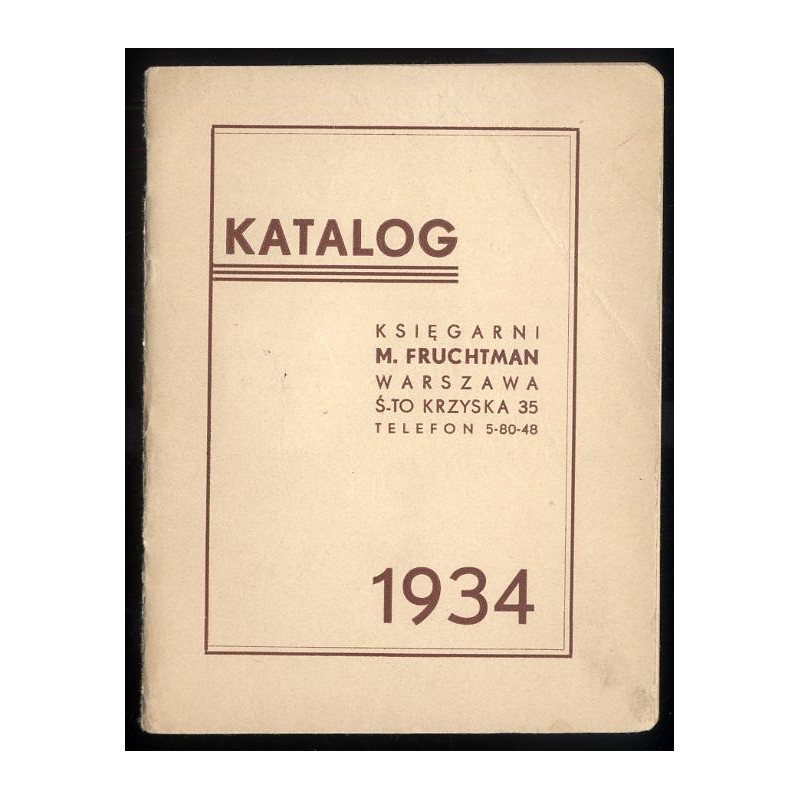 KATALOG
KSIĘGARNI
M. FRUCHTMAN
WARSZAWA
Ś-TO KRZYSKA 35
TELEFON 5-80-48
1934